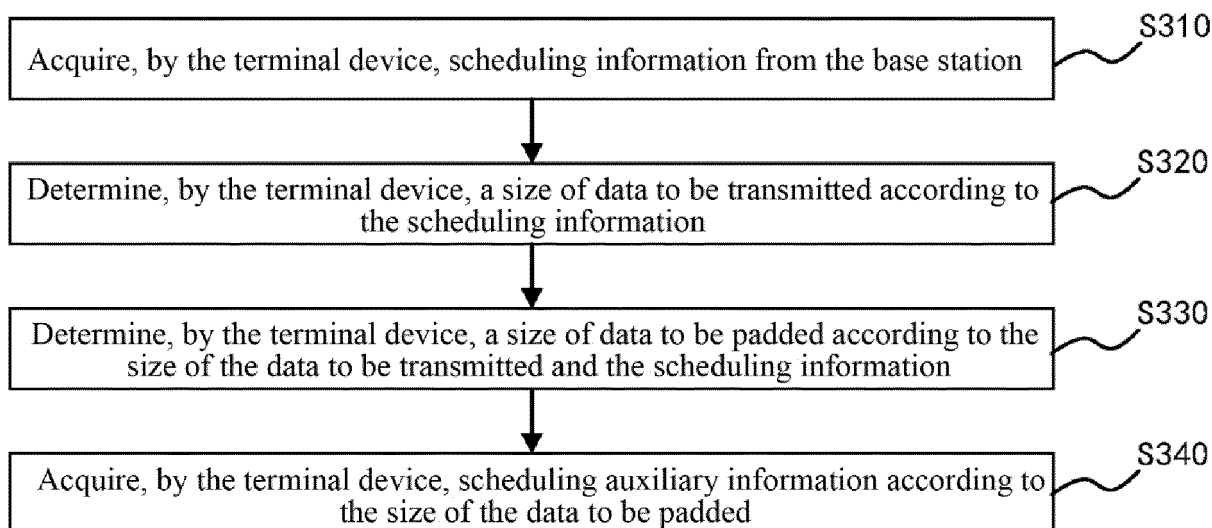 S310
Acquire, by the terminal device, scheduling information from the base station
S320
Determine, by the terminal device, a size of data to be transmitted according to
the scheduling information
S330
Determine, by the terminal device, a size of data to be padded according to the
size of the data to be transmitted and the scheduling information
S340
Acquire, by the terminal device, scheduling auxiliary information according to
the size of the data to be padded